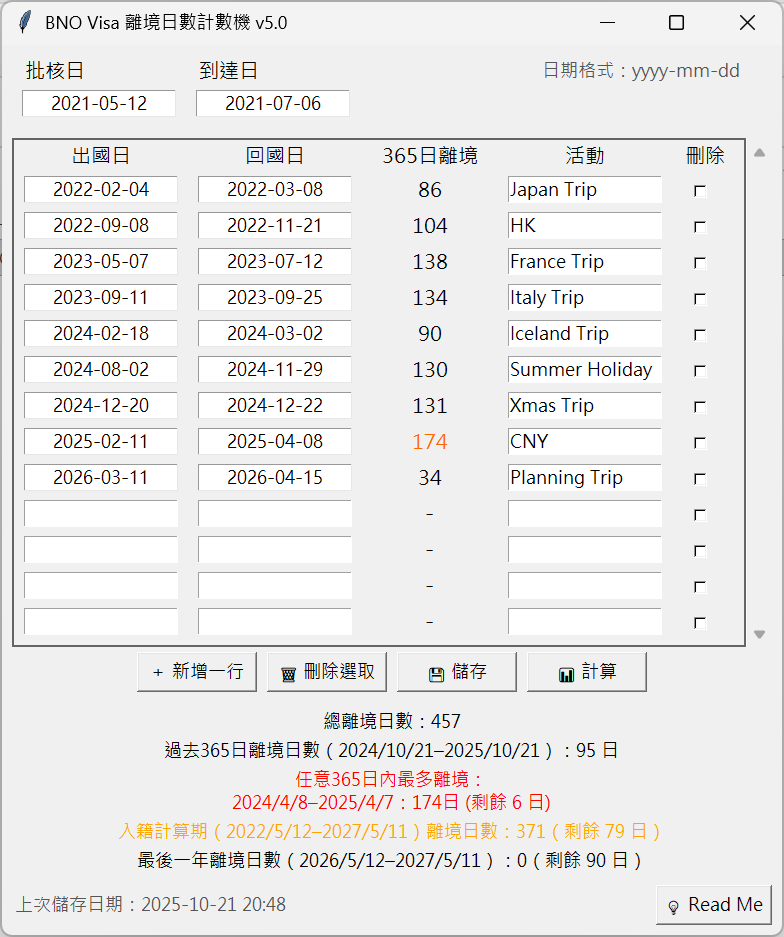 BNO Visa 離境日數計數機 v5.0
批核日 到達日 日期格式：yyyy-mm-dd
2021-05-12 2021-07-06
出國日 回國日 365日離境 活動 刪除
2022-02-04 2022-03-08 86 Japan Trip
2022-09-08 2022-11-21 104 HK
2023-05-07 2023-07-12 138 France Trip
2023-09-11 2023-09-25 134 Italy Trip
2024-02-18 2024-03-02 90 Iceland Trip
2024-08-02 2024-11-29 130 Summer Holiday
2024-12-20 2024-12-22 131 Xmas Trip
2025-02-11 2025-04-08 174 CNY
2026-03-11 2026-04-15 34 Planning Trip
-
-
-
-
+ 新增一行 刪除選取 儲存 計算
總離境日數：457
過去365日離境日數（2024/10/21–2025/10/21）：95 日
任意365日內最多離境：
2024/4/8–2025/4/7：174日 (剩餘 6 日)
入籍計算期（2022/5/12–2027/5/11）離境日數：371（剩餘 79 日）
最後一年離境日數（2026/5/12–2027/5/11）：0（剩餘 90 日）
上次儲存日期：2025-10-21 20:48 Read Me